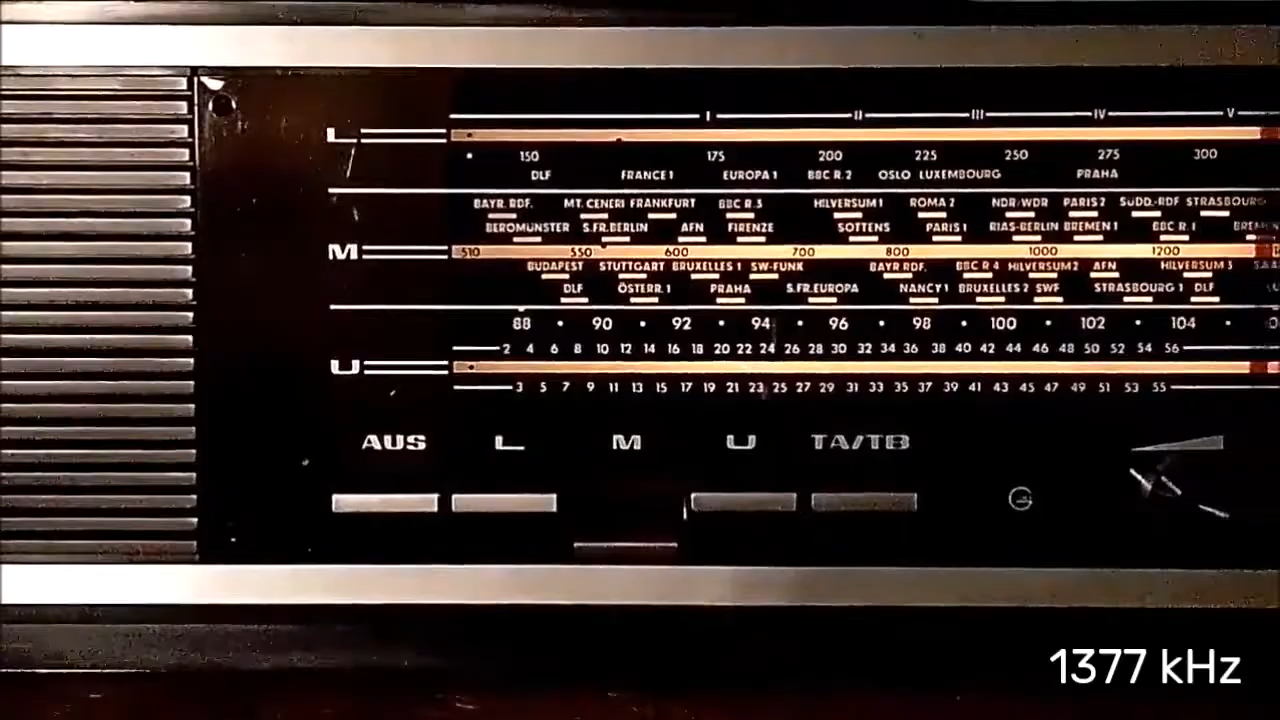 I II III IV V
L
150 175 200 225 250 275 300
DLF FRANCE 1 EUROPA 1 BBC R.2 OSLO LUXEMBOURG PRAHA
BAYR. RDF. MT. CENERI FRANKFURT BBC R.3 HILVERSUM 1 ROMA 2 NDR/WDR PARIS 2 SÜDD.-RDF STRASBOURG
BEROMÜNSTER S.FR.BERLIN AFN FIRENZE SOTTENS PARIS 1 RIAS-BERLIN BREMEN 1 BBC R.1
M 510 550 600 700 800 1000 1200
BUDAPEST STUTTGART BRUXELLES 1 SW-FUNK BAYR RDF. BBC R 4 HILVERSUM 2 AFN HILVERSUM 3
DLF ÖSTERR. 1 PRAHA S.FR.EUROPA NANCY 1 BRUXELLES 2 SWF STRASBOURG 1 DLF
88 • 90 • 92 • 94 • 96 • 98 • 100 • 102 • 104 •
2 4 6 8 10 12 14 16 18 20 22 24 26 28 30 32 34 36 38 40 42 44 46 48 50 52 54 56
U
3 5 7 9 11 13 15 17 19 21 23 25 27 29 31 33 35 37 39 41 43 45 47 49 51 53 55
AUS L M U TA/TB
1377 kHz